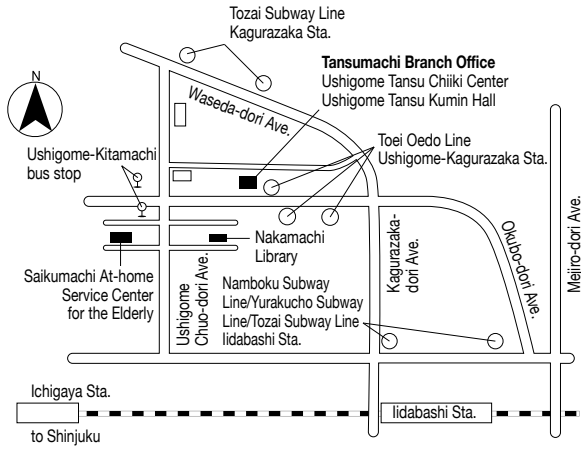 Tozai Subway Line
Kagurazaka Sta.
N
Tansumachi Branch Office
Ushigome Tansu Chiiki Center
Ushigome Tansu Kumin Hall
Waseda-dori Ave.
Toei Oedo Line
Ushigome-Kagurazaka Sta.
Ushigome-Kitamachi
bus stop
Nakamachi
Library
Saikumachi At-home
Service Center
for the Elderly
Ushigome
Chuo-dori Ave.
Namboku Subway
Line/Yurakucho Subway
Line/Tozai Subway Line
Iidabashi Sta.
Kagurazaka-
dori Ave.
Okubo-dori Ave.
Mejiro-dori Ave.
Ichigaya Sta.
to Shinjuku
Iidabashi Sta.